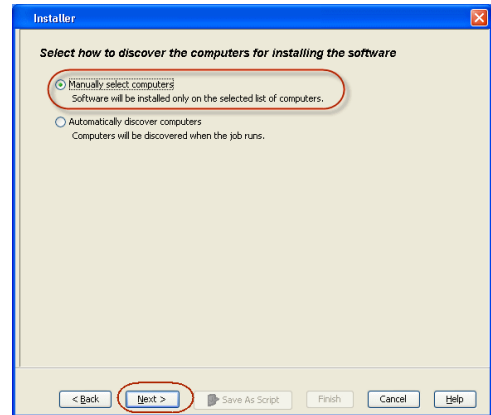 Installer
Select how to discover the computers for installing the software
Manually select computers
Software will be installed only on the selected list of computers.
Automatically discover computers
Computers will be discovered when the job runs.
< Back
Next >
Save As Script
Finish
Cancel
Help